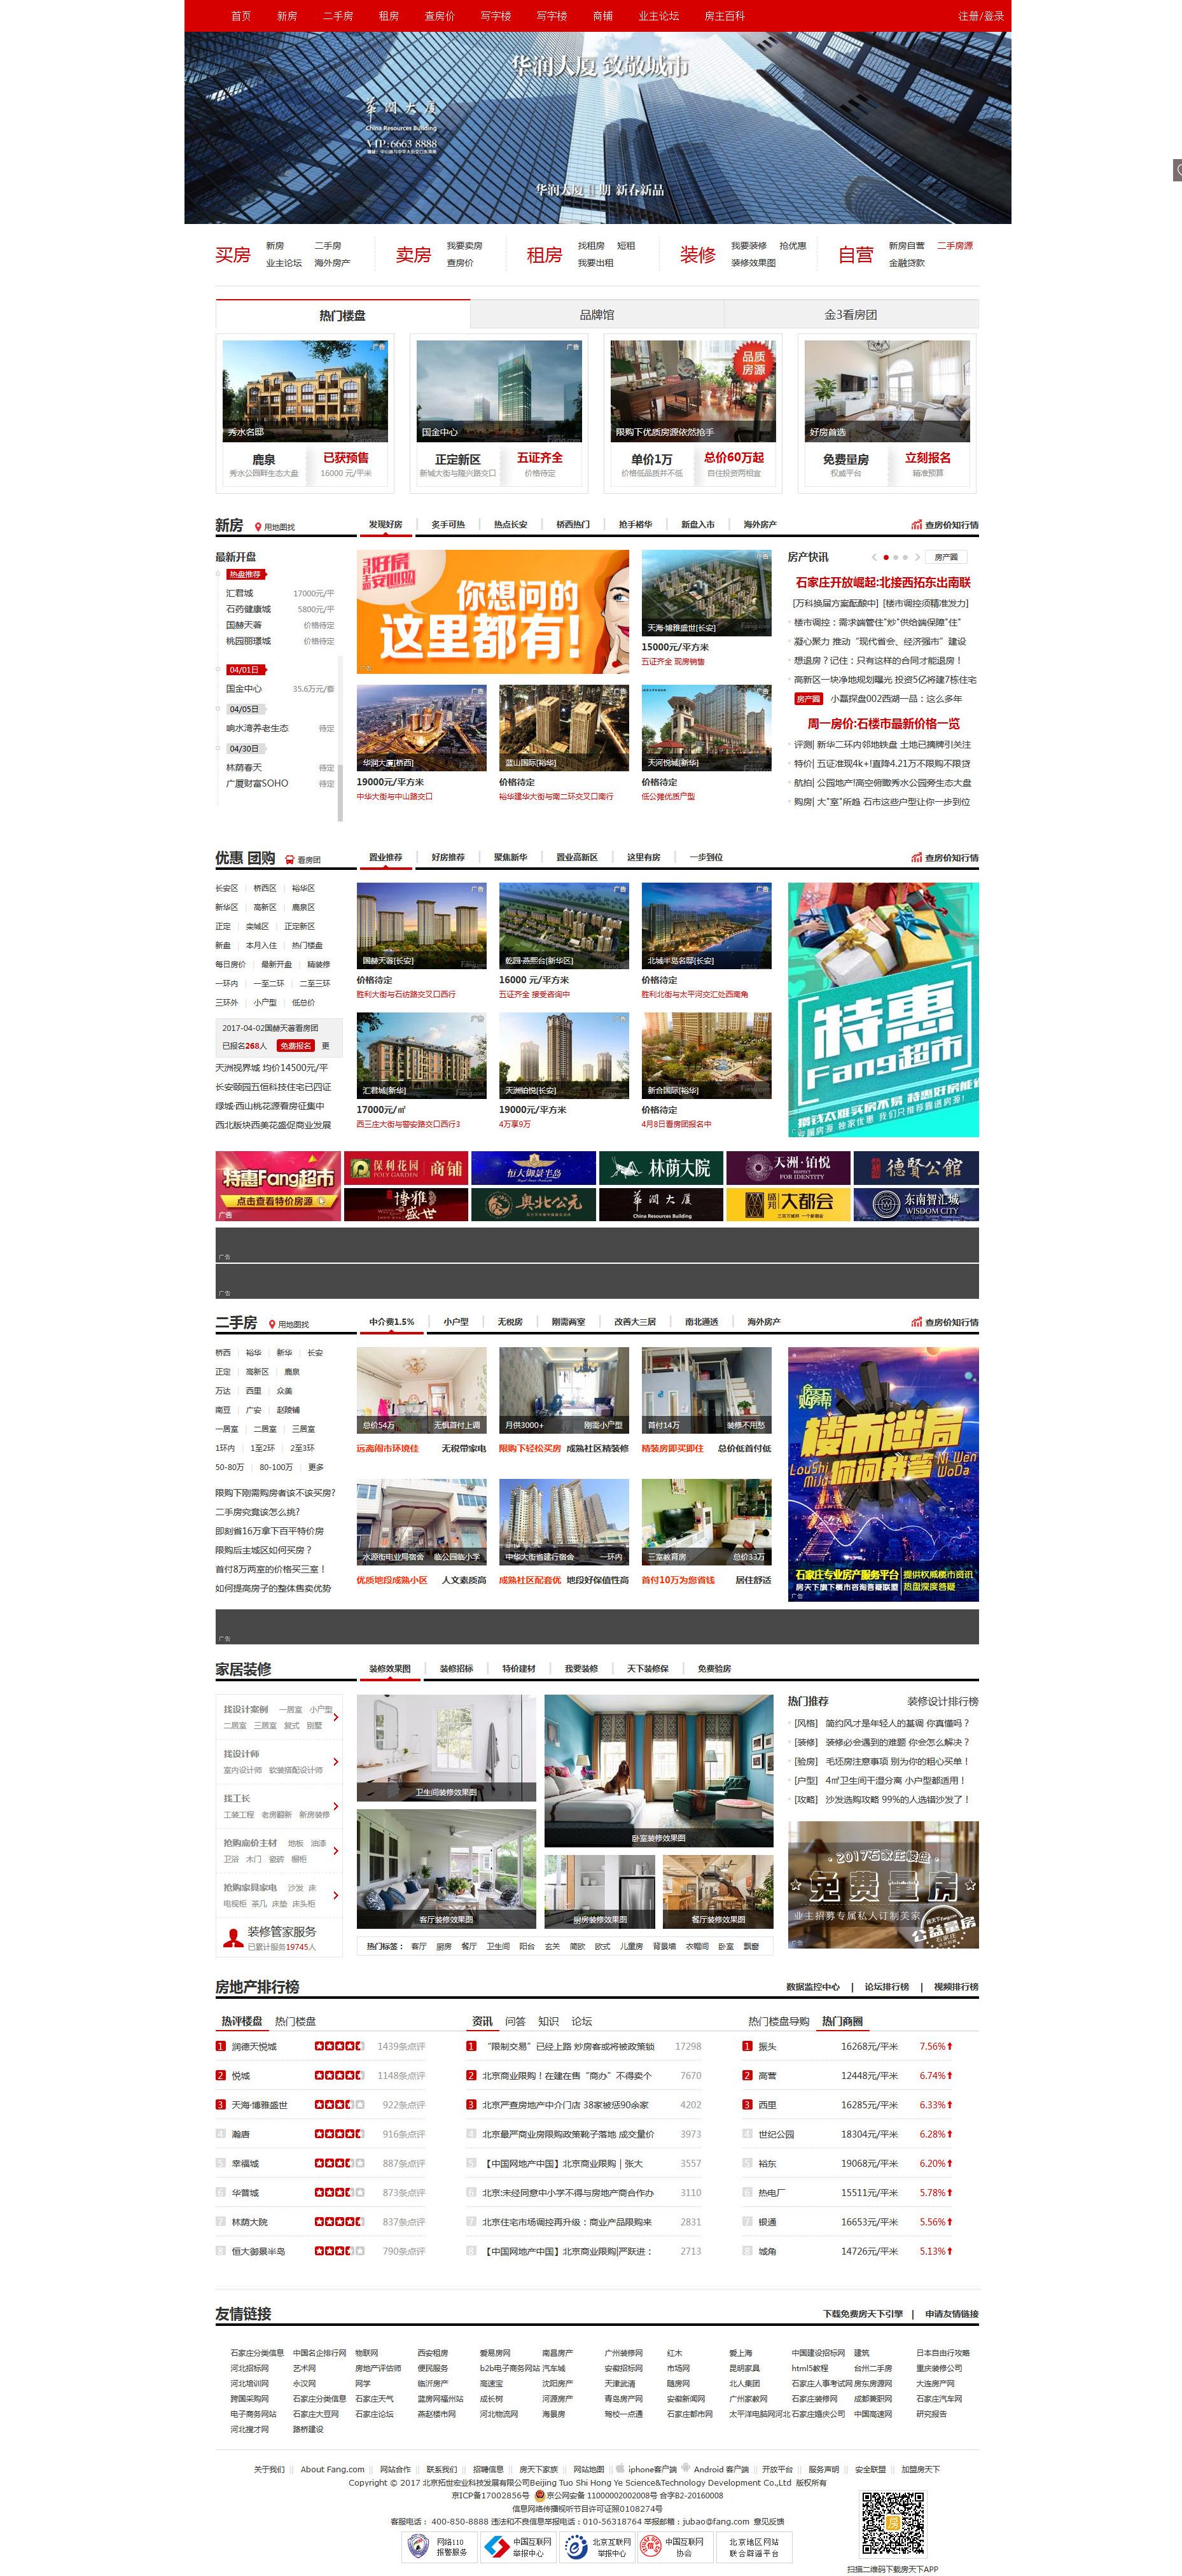 首页 新房 二手房 租房 查房价 写字楼 写字楼 商铺 业主论坛 房主百科 注册/登录
华润大厦 致敬城市
華潤大廈
China Resources Building
VIP:6663 8888
华润大厦Ⅱ期 新春新品
买房 新房 二手房 业主论坛 海外房产
卖房 我要卖房 查房价
租房 找租房 短租 我要出租
装修 我要装修 抢优惠 装修效果图
自营 新房自营 二手房源 金融贷款
热门楼盘 品牌馆 金3看房团
秀水名邸 国金中心 限购下优质房源依然抢手 好房首选
品质房源
鹿泉 已获预售 正定新区 五证齐全 单价1万 总价60万起 免费量房 立刻报名
秀水公园畔生态大盘 16000 元/平米 新城大街与隆兴路交口 价格待定 价格低品质并不低 自住投资两相宜 权威平台 精准预算
新房 用地图找 发现好房 炙手可热 热点长安 桥西热门 抢手裕华 新盘入市 海外房产 查房价知行情
最新开盘
热盘推荐
汇君城 17000元/平
石药健康城 5800元/平
国赫天著 价格待定
桃园丽璟城 价格待定
04/01日
国金中心 35.6万元/套
04/05日
响水湾养老生态 待定
04/30日
林荫春天 待定
广厦财富SOHO 待定
好房 安心购
你想问的
这里都有!
天海·博雅盛世[长安]
15000元/平方米
五证齐全 现房销售
华润大厦[桥西] 蓝山国际[裕华] 天河悦城[新华]
19000元/平方米 价格待定 价格待定
中华大街与中山路交口 裕华建华大街与南二环交叉口南行 低公摊优质户型
房产快讯 房产圈
石家庄开放崛起:北接西拓东出南联
[万科换届方案酝酿中] [楼市调控须精准发力]
楼市调控：需求端管住"炒"供给端保障"住"
凝心聚力 推动“现代省会、经济强市”建设
想退房？记住：只有这样的合同才能退房！
高新区一块净地规划曝光 投资5亿将建7栋住宅
房产圈 小磊探盘002西湖一品：这么多年
周一房价:石楼市最新价格一览
评测| 新华二环内邻地铁盘 土地已摘牌引关注
特价| 五证准现4k+!直降4.21万不限购不限贷
航拍| 公园地产!高空俯瞰秀水公园旁生态大盘
购房| 大"室"所趋 石市这些户型让你一步到位
优惠 团购 看房团 置业推荐 好房推荐 聚焦新华 置业高新区 这里有房 一步到位 查房价知行情
长安区 桥西区 裕华区
新华区 高新区 鹿泉区
正定 栾城区 正定新区
新盘 本月入住 热门楼盘
每日房价 最新开盘 精装修
一环内 一至二环 二至三环
三环外 小户型 低总价
2017-04-02国赫天著看房团
已报名268人 免费报名 更
天洲视界城 均价14500元/平
长安颐园五恒科技住宅已四证
绿城·西山桃花源看房征集中
西北版块西美花盛促商业发展
国赫天著[长安] 乾园·燕熙台[新华区] 北城半岛名邸[长安]
价格待定 16000 元/平方米 价格待定
胜利大街与石纺路交叉口西行 五证齐全 接受咨询中 胜利北街与太平河交汇处西南角
汇君城[新华] 天洲铂悦[长安] 新合国际[裕华]
17000元/㎡ 19000元/平方米 价格待定
西三庄大街与警安路交口西行3 4万享9万 4月8日看房团报名中
特惠
Fang超市
特惠Fang超市 点击查看特价房源
保利花园 POLY GARDEN 商铺
恒大御景半岛
林荫大院
天洲·铂悦 FOR IDENTITY
德賢公館
博雅盛世
奥北公元
華潤大廈 China Resources Building
盛邦 大都会
东南智汇城 WISDOM CITY
广告
广告
广告
二手房 用地图找 中介费1.5% 小户型 无税房 刚需两室 改善大三居 南北通透 海外房产 查房价知行情
桥西 裕华 新华 长安
正定 高新区 鹿泉
万达 西里 众美
南豆 广安 赵陵铺
一居室 二居室 三居室
1环内 1至2环 2至3环
50-80万 80-100万 更多
限购下刚需购房者该不该买房?
二手房究竟该怎么挑?
即刻省16万拿下百平特价房
限购后主城区如何买房？
首付8万两室的价格买三室！
如何提高房子的整体售卖优势
总价54万 无惧首付上调 月供3000+ 刚需小户型 首付14万 装修不用愁
远离闹市环境佳 无税带家电 限购下轻松买房 成熟社区精装修 精装房即买即住 总价低首付低
水源街电业局宿舍 临公园临小学 中华大街省建行宿舍 一环内 三室教育房 总价33万
优质地段成熟小区 人文素质高 成熟社区配套优 地段好保值性高 首付10万为您省钱 居住舒适
楼市迷局
你问我答
LouShi MiJu Ni Wen WoDa
石家庄专业房产服务平台 提供权威楼市资讯
房天下旗下楼市咨询答疑联盟 热盘深度答疑
广告
广告
家居装修 装修效果图 装修招标 特价建材 我要装修 天下装修保 免费验房
找设计案例 一居室 小户型
二居室 三居室 复式 别墅
找设计师
室内设计师 软装搭配设计师
找工长
工装工程 老房翻新 新房装修
抢购底价主材 地板 油漆
卫浴 木门 瓷砖 橱柜
抢购家具家电 沙发 床
电视柜 茶几 床垫 床头柜
装修管家服务
已累计服务19745人
卫生间装修效果图
卧室装修效果图
客厅装修效果图 厨房装修效果图 餐厅装修效果图
热门标签： 客厅 厨房 餐厅 卫生间 阳台 玄关 简欧 欧式 儿童房 背景墙 衣帽间 卧室 飘窗
热门推荐 装修设计排行榜
[风格] 简约风才是年轻人的基调 你真懂吗？
[装修] 装修必会遇到的难题 你会怎么解决？
[验房] 毛坯房注意事项 别为你的粗心买单！
[户型] 4㎡卫生间干湿分离 小户型都适用！
[攻略] 沙发选购攻略 99%的人选错沙发了！
2017石家庄楼盘
免费量房
业主招募专属私人订制美家
公益量房
房地产排行榜 数据监控中心 | 论坛排行榜 | 视频排行榜
热评楼盘 热门楼盘 资讯 问答 知识 论坛 热门楼盘导购 热门商圈
1 润德天悦城 1439条点评 1 “限制交易”已经上路 炒房客或将被政策锁 17298 1 振头 16268元/平米 7.56%
2 悦城 1148条点评 2 北京商业限购！在建在售“商办”不得卖个 7670 2 高营 12448元/平米 6.74%
3 天海·博雅盛世 922条点评 3 北京严查房地产中介门店 38家被惩90余家 4202 3 西里 16285元/平米 6.33%
4 瀚唐 916条点评 4 北京最严商业房限购政策靴子落地 成交量价 3973 4 世纪公园 18304元/平米 6.28%
5 幸福城 887条点评 5 【中国网地产中国】北京商业限购 | 张大 3557 5 裕东 19068元/平米 6.20%
6 华普城 873条点评 6 北京:未经同意中小学不得与房地产商合作办 3110 6 热电厂 15511元/平米 5.78%
7 林荫大院 837条点评 7 北京住宅市场调控再升级：商业产品限购来 2831 7 银通 16653元/平米 5.56%
8 恒大御景半岛 790条点评 8 【中国网地产中国】北京商业限购|严跃进： 2713 8 城角 14726元/平米 5.13%
友情链接 下载免费房天下引擎 | 申请友情链接
石家庄分类信息 中国名企排行网 物联网 西安租房 爱易房网 南昌房产 广州装修网 红木 爱上海 中国建设招标网 建筑 日本自由行攻略
河北招标网 艺术网 房地产评估师 便民服务 b2b电子商务网站 汽车城 安徽招标网 市场网 昆明家具 html5教程 台州二手房 重庆装修公司
河北培训网 永汉网 网学 临沂房产 高速宝 沈阳房产 天津武清 随房网 北人集团 石家庄人事考试网 房东房源网 大连房产网
跨国采购网 石家庄分类信息 石家庄天气 蓝房网福州站 成长树 河源房产 青岛房产网 安徽新闻网 广州家教网 石家庄装修网 成都兼职网 石家庄汽车网
电子商务网站 石家庄大豆网 石家庄论坛 燕赵楼市网 河北物流网 海景房 驾校一点通 石家庄都市网 太平洋电脑网河北 石家庄婚庆公司 中国高速网 研究报告
河北搜才网 路桥建设
关于我们 About Fang.com 网站合作 联系我们 招聘信息 房天下家族 网站地图 iphone客户端 Android 客户端 开放平台 服务声明 安全联盟 加盟房天下
Copyright © 2017 北京拓世宏业科技发展有限公司Beijing Tuo Shi Hong Ye Science&Technology Development Co.,Ltd 版权所有
京ICP备17002856号 京公网安备 11000002002008号 合字B2-20160008
信息网络传播视听节目许可证照0108274号
客服电话： 400-850-8888 违法和不良信息举报电话：010-56318764 举报邮箱：jubao@fang.com 意见反馈
网络110报警服务 中国互联网举报中心 北京互联网举报中心 中国互联网协会 北京地区网站联合辟谣平台
扫描二维码下载房天下APP